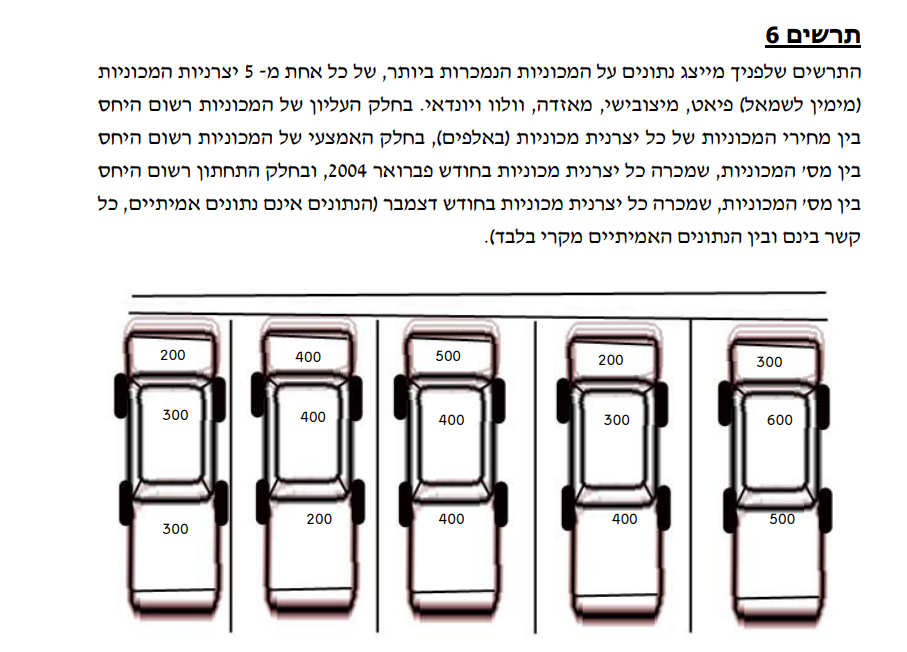 תרשים 6
התרשים שלפניך מייצג נתונים על המכוניות הנמכרות ביותר, של כל אחת מ- 5 יצרניות המכוניות
(מימין לשמאל) פיאט, מיצובישי, מאזדה, וולוו ויונדאי. בחלק העליון של המכוניות רשום היחס
בין מחירי המכוניות של כל יצרנית מכוניות (באלפים), בחלק האמצעי של המכוניות רשום היחס
בין מס' המכוניות, שמכרה כל יצרנית מכוניות בחודש פברואר 2004, ובחלק התחתון רשום היחס
בין מס' המכוניות, שמכרה כל יצרנית מכוניות בחודש דצמבר (הנתונים אינם נתונים אמיתיים, כל
קשר בינם ובין הנתונים האמיתיים מקרי בלבד).
200 400 500 200 300
300 400 400 300 600
300 200 400 400 500